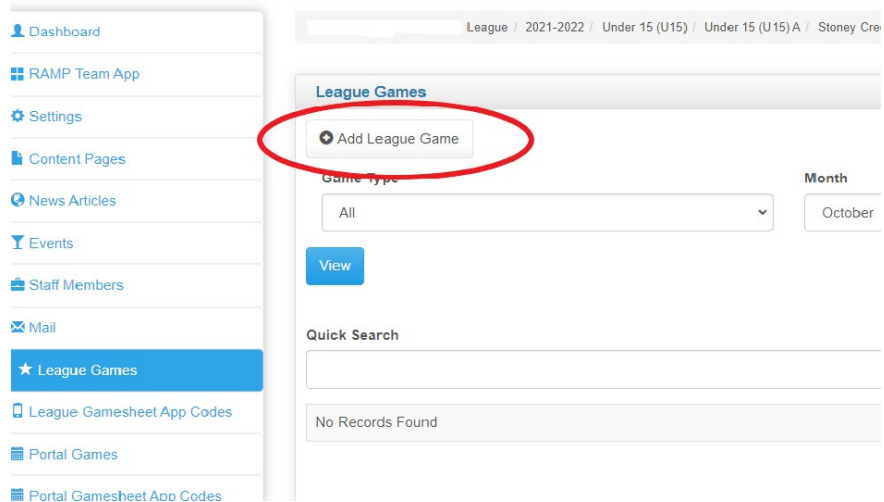 Dashboard
RAMP Team App
Settings
Content Pages
News Articles
Events
Staff Members
Mail
League Games
League Gamesheet App Codes
Portal Games
Portal Gamesheet App Codes
League / 2021-2022 / Under 15 (U15) / Under 15 (U15) A / Stoney Cre
League Games
Add League Game
Game Type
Month
All
October
View
Quick Search
No Records Found